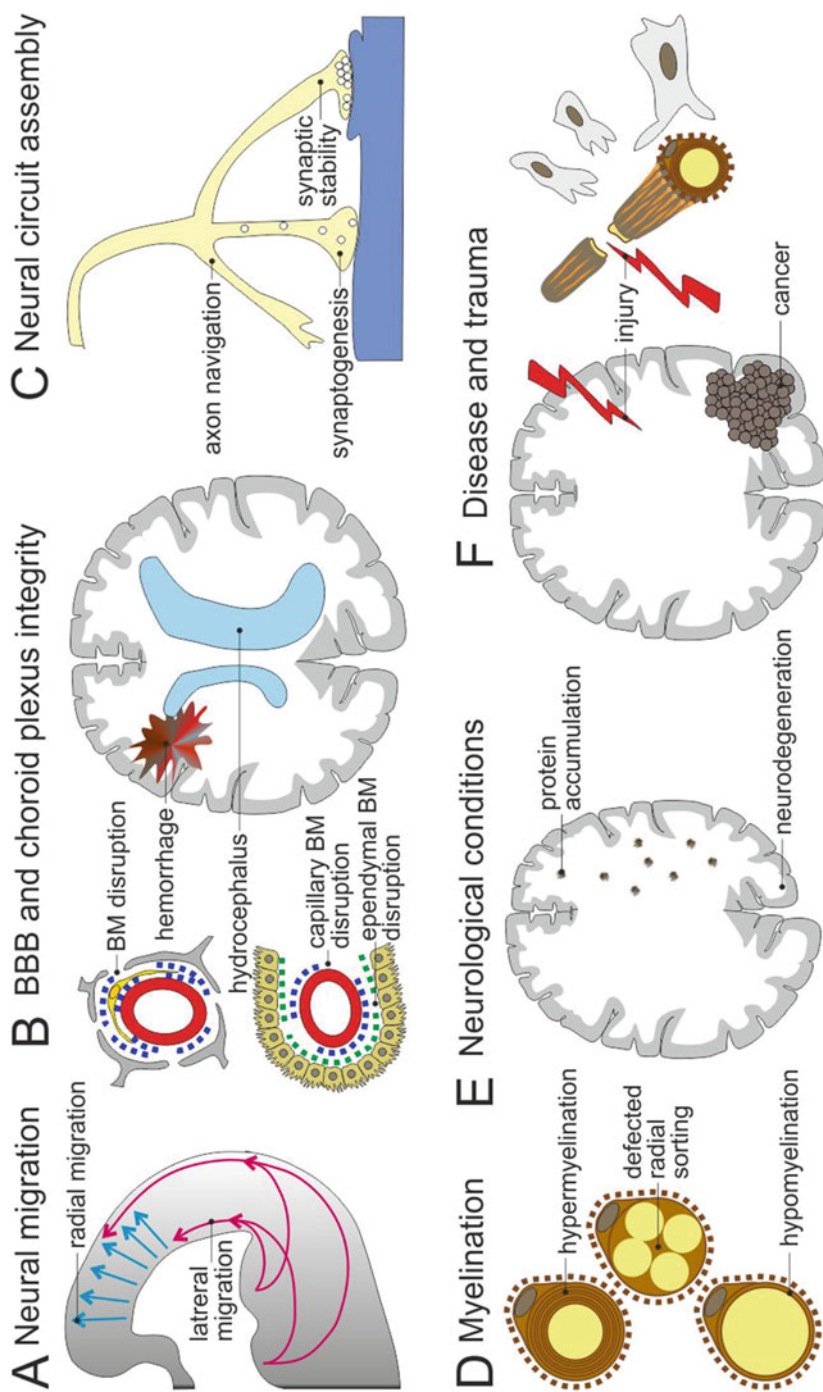 A Neural migration
radial migration
latreral
migration
B BBB and choroid plexus integrity
BM disruption
hemorrhage
hydrocephalus
capillary BM
disruption
ependymal BM
disruption
C Neural circuit assembly
axon navigation
synaptic
stability
synaptogenesis
D Myelination
hypermyelination
defected
radial
sorting
hypomyelination
E Neurological conditions
protein
accumulation
neurodegeneration
F Disease and trauma
injury
cancer